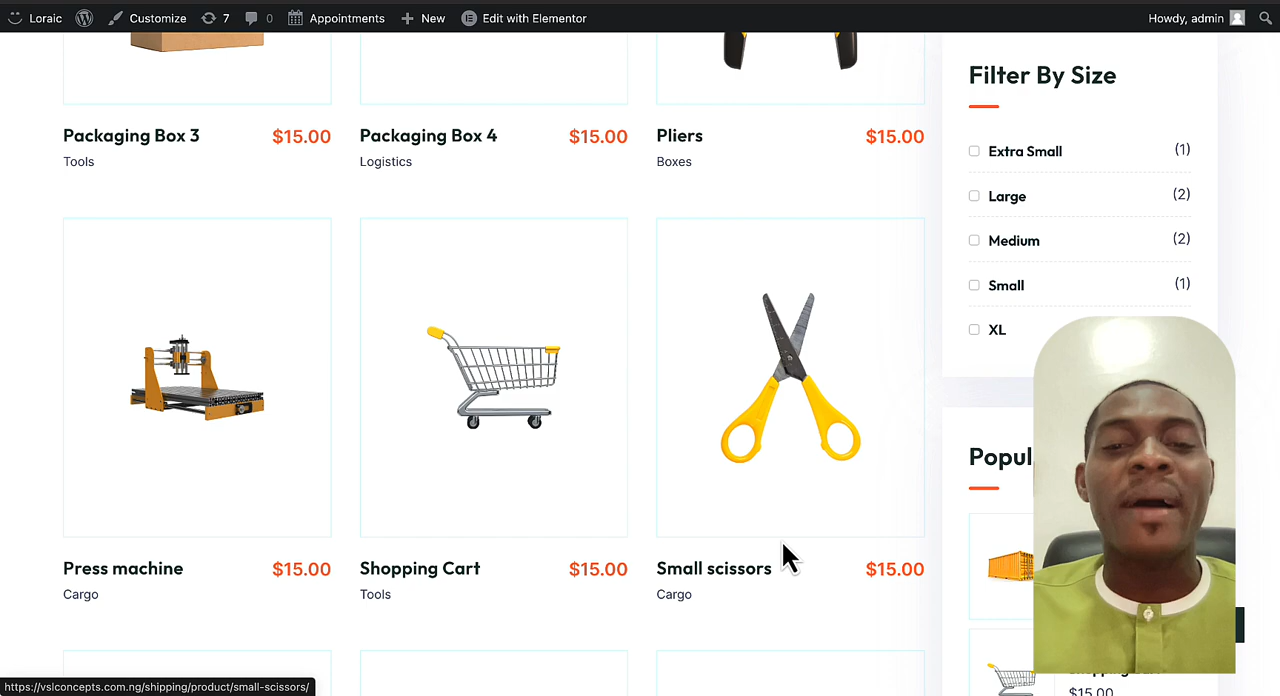 Loraic Customize 7 0 Appointments New Edit with Elementor Howdy, admin
Packaging Box 3 $15.00
Tools
Packaging Box 4 $15.00
Logistics
Pliers $15.00
Boxes
Press machine $15.00
Cargo
Shopping Cart $15.00
Tools
Small scissors $15.00
Cargo
Filter By Size
Extra Small (1)
Large (2)
Medium (2)
Small (1)
XL
Popul
$15.00
https://vslconcepts.com.ng/shipping/product/small-scissors/